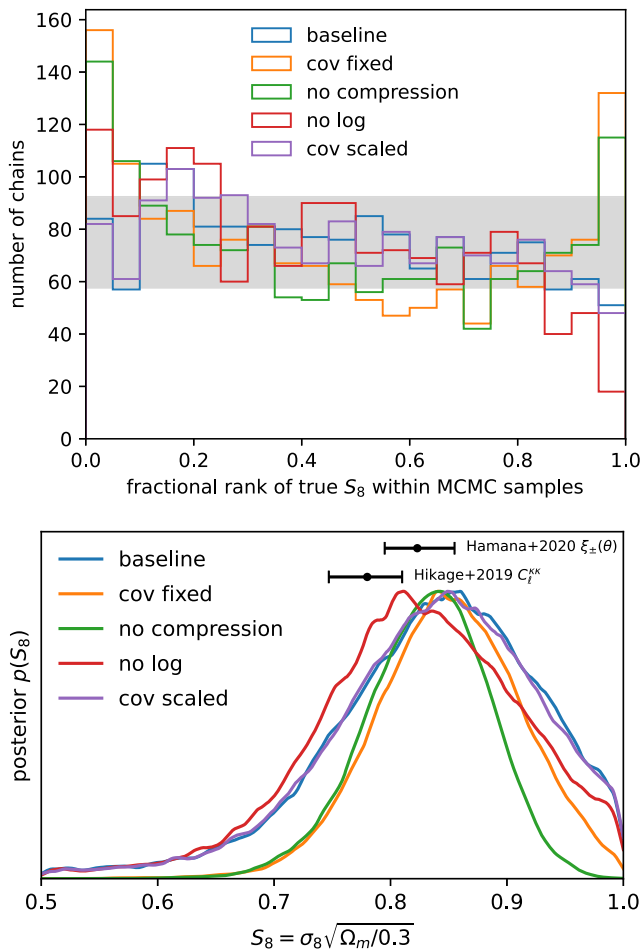 160
140
120
100
80
60
40
20
0
number of chains
baseline
cov fixed
no compression
no log
cov scaled
0.0 0.2 0.4 0.6 0.8 1.0
fractional rank of true S₈ within MCMC samples
Hamana+2020 ξ±(θ)
Hikage+2019 Cℓ^κκ
baseline
cov fixed
no compression
no log
cov scaled
posterior p(S₈)
0.5 0.6 0.7 0.8 0.9 1.0
S₈ = σ₈√Ωₘ/0.3